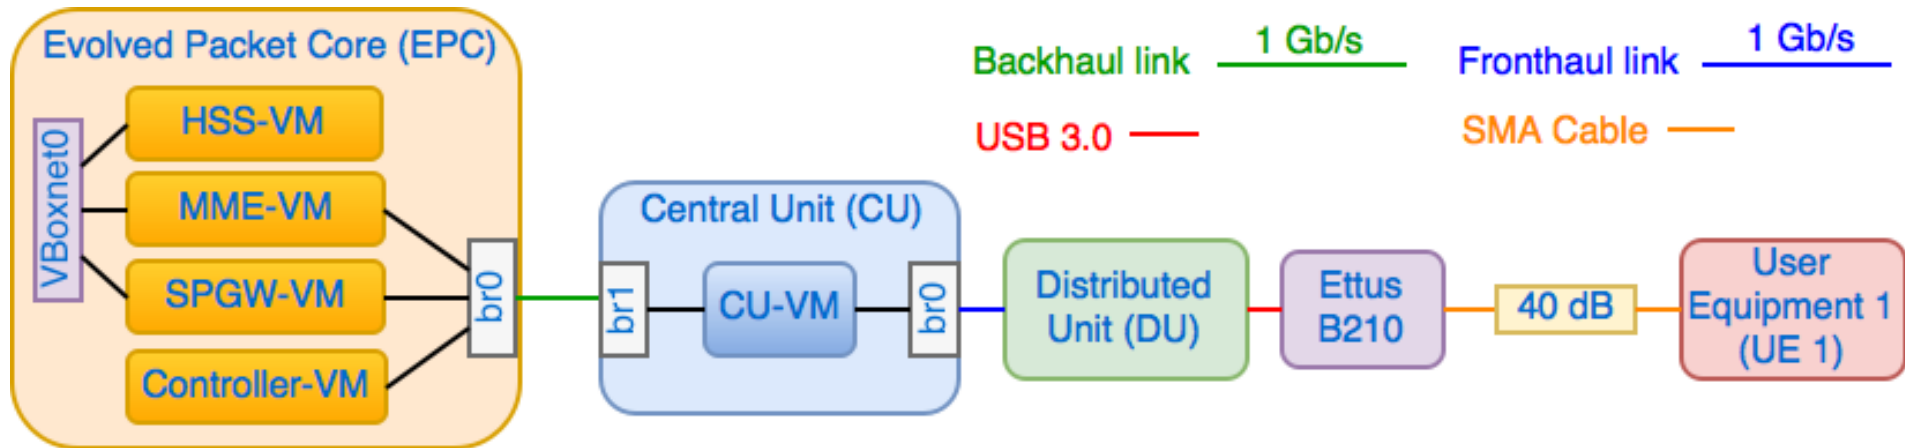 Evolved Packet Core (EPC)
VBoxnet0
HSS-VM
MME-VM
SPGW-VM
Controller-VM
br0
Backhaul link
1 Gb/s
Fronthaul link
1 Gb/s
USB 3.0
SMA Cable
Central Unit (CU)
br1
CU-VM
br0
Distributed
Unit (DU)
Ettus
B210
40 dB
User
Equipment 1
(UE 1)